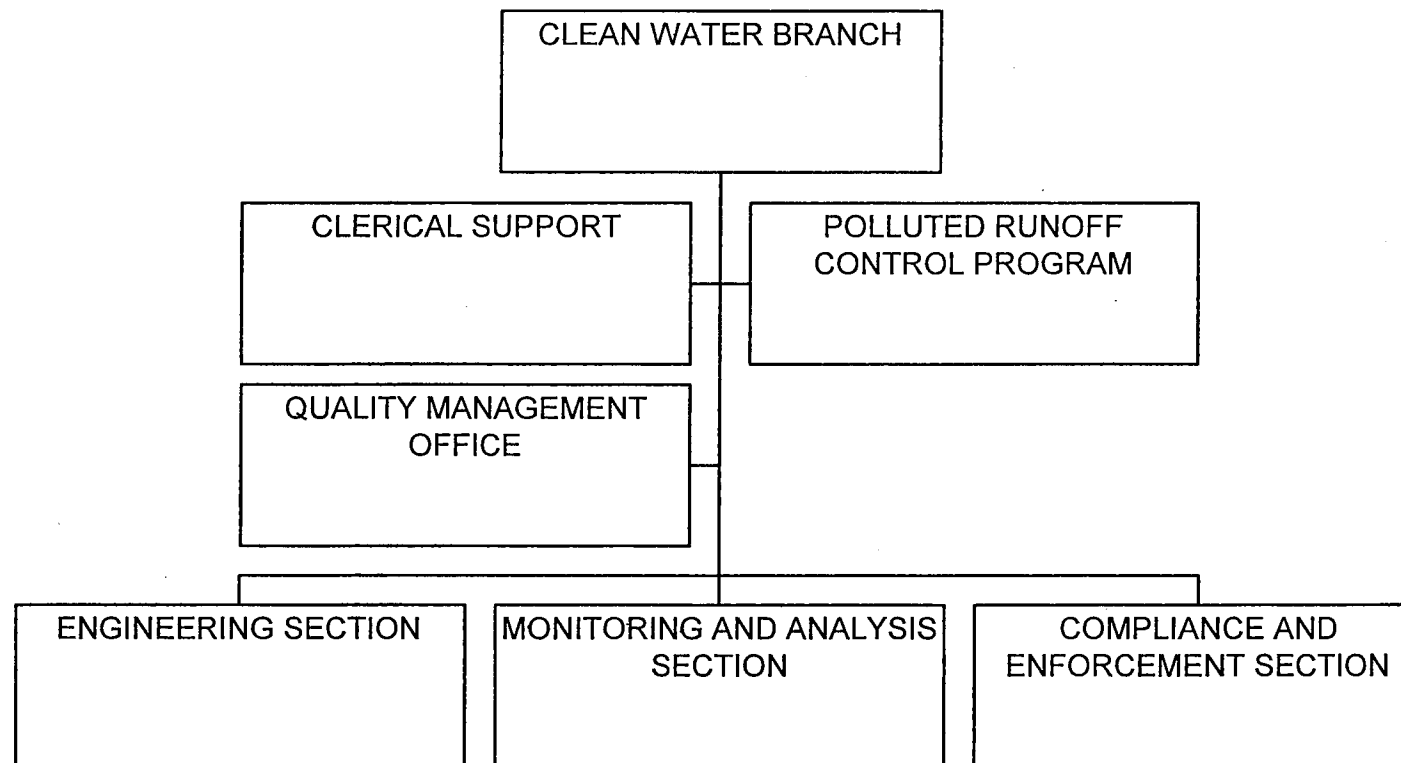 CLEAN WATER BRANCH
CLERICAL SUPPORT
POLLUTED RUNOFF
CONTROL PROGRAM
QUALITY MANAGEMENT
OFFICE
ENGINEERING SECTION
MONITORING AND ANALYSIS
SECTION
COMPLIANCE AND
ENFORCEMENT SECTION